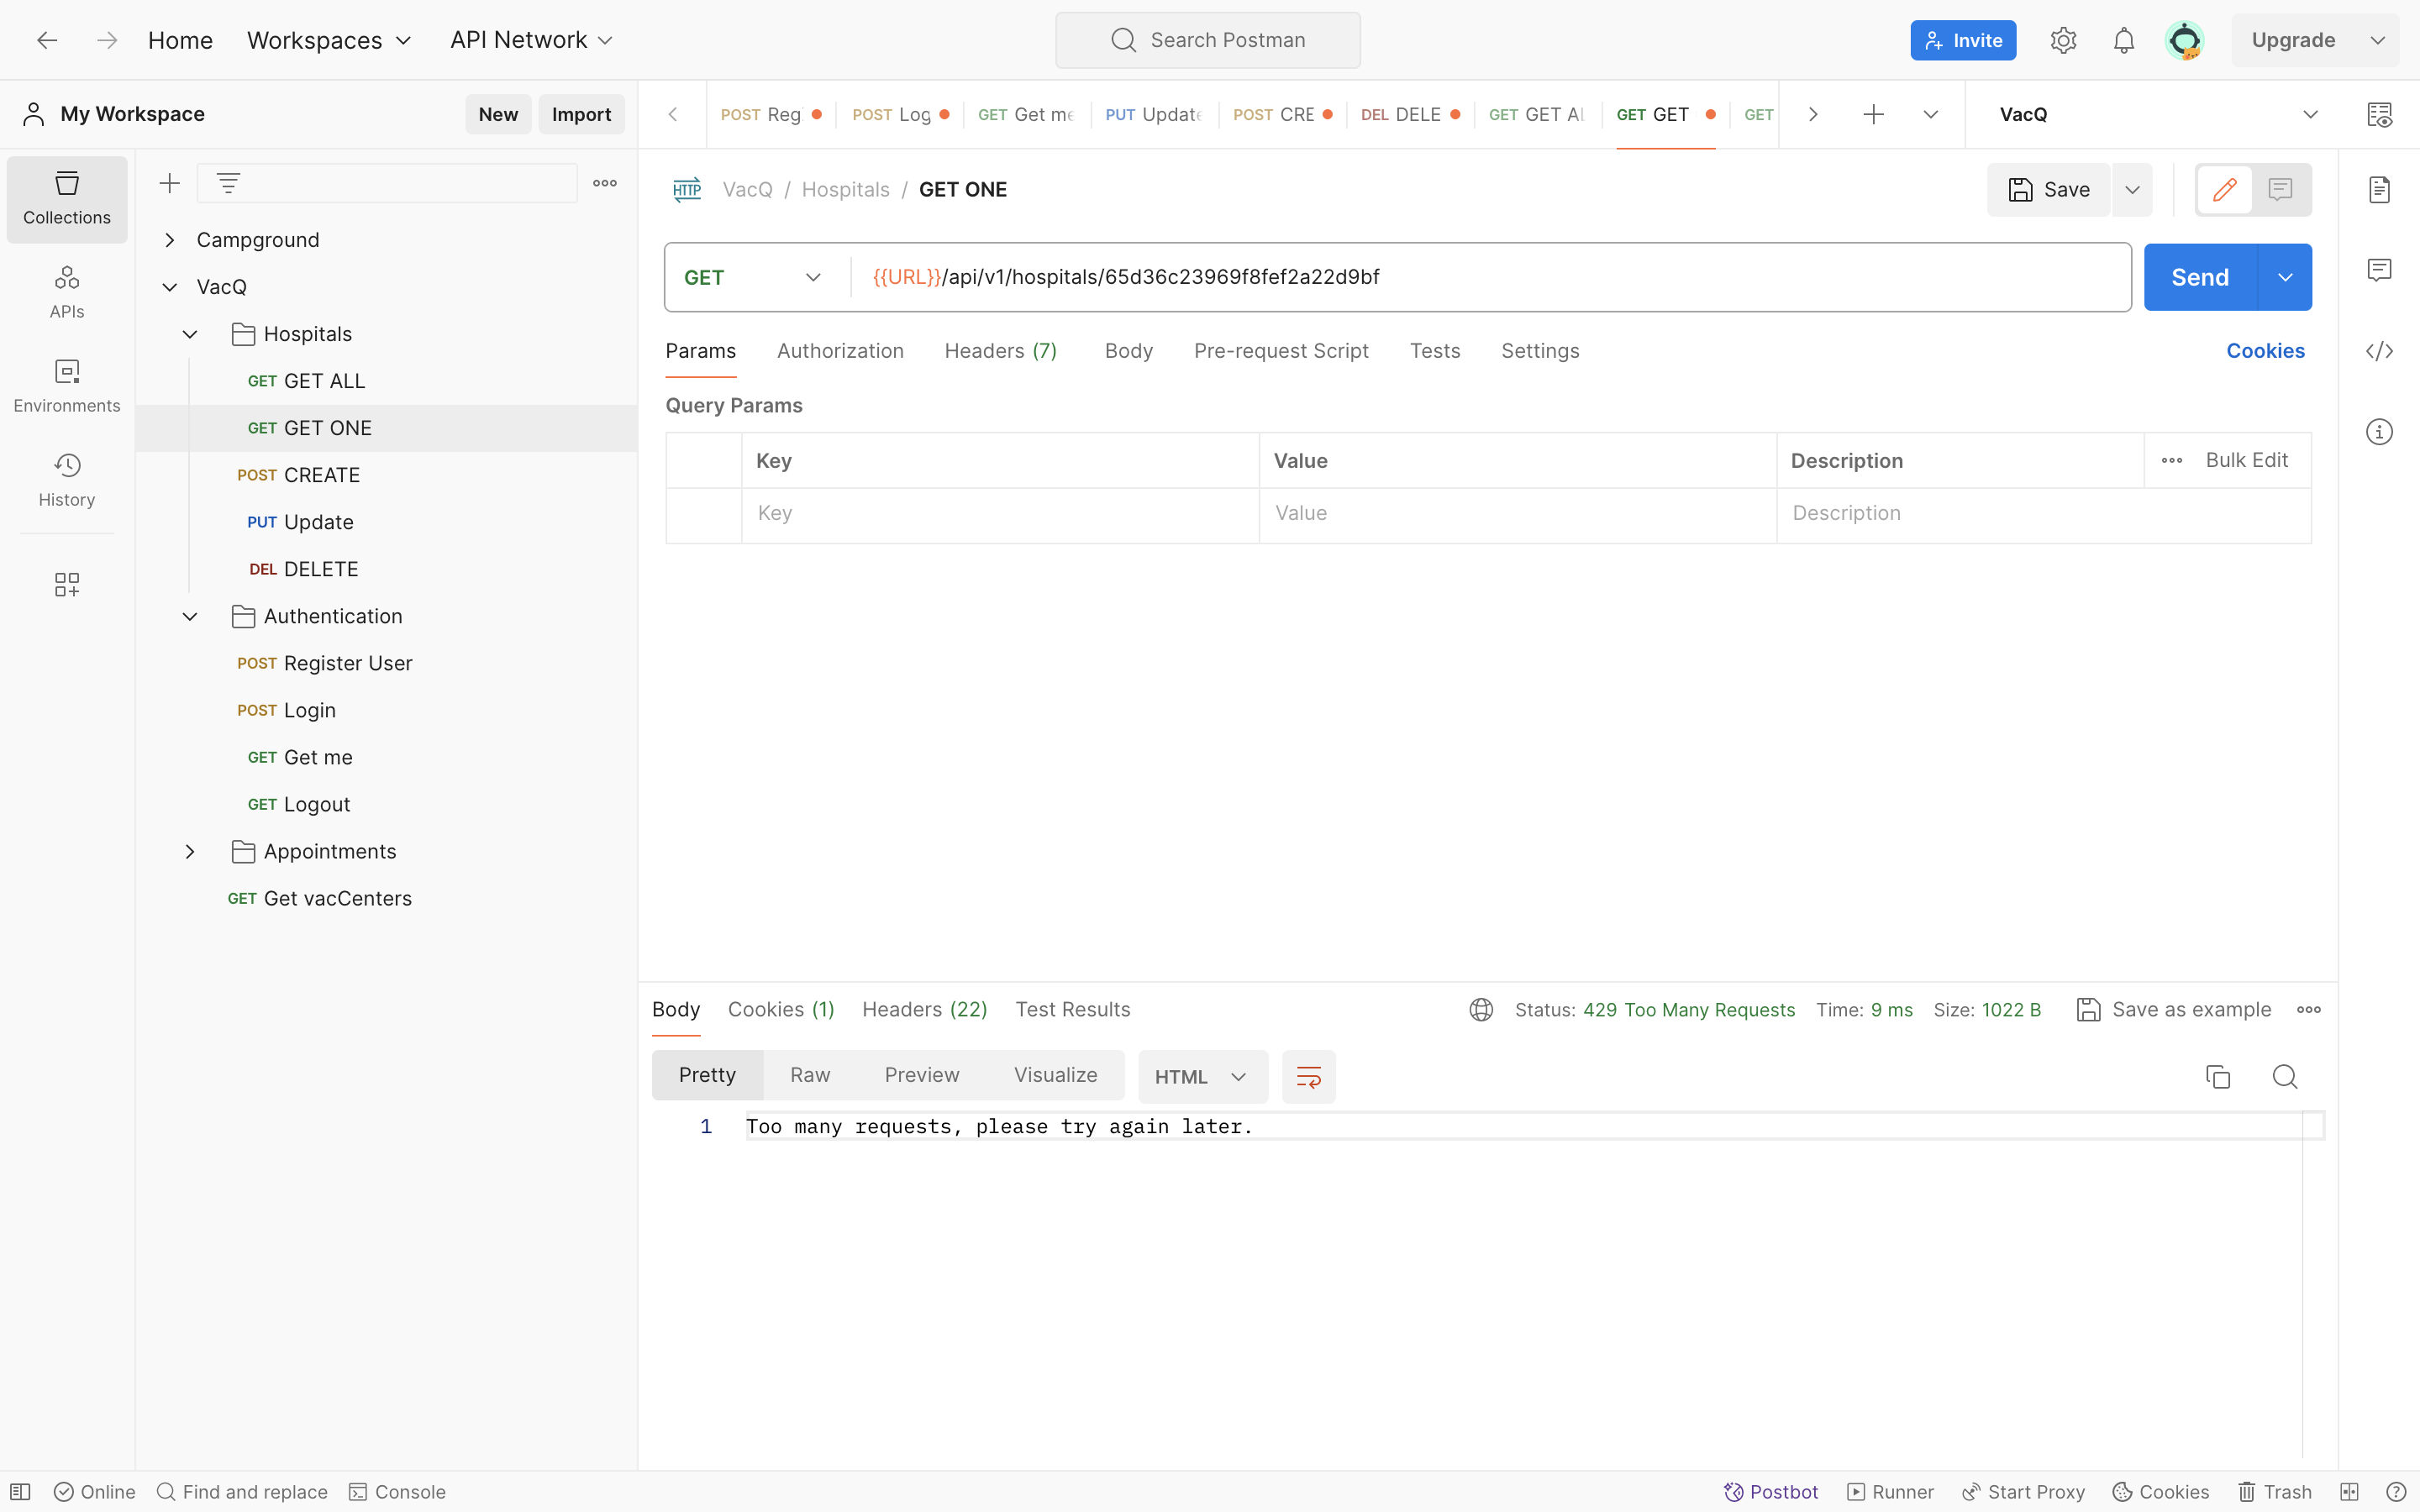 Home Workspaces API Network Search Postman Invite Upgrade
My Workspace New Import
POST Reg POST Log GET Get me PUT Update POST CRE DEL DELE GET GET AL GET GET GET VacQ
Collections
APIs
Environments
History
Campground
VacQ
Hospitals
GET GET ALL
GET GET ONE
POST CREATE
PUT Update
DEL DELETE
Authentication
POST Register User
POST Login
GET Get me
GET Logout
Appointments
GET Get vacCenters
HTTP VacQ / Hospitals / GET ONE Save
GET {{URL}}/api/v1/hospitals/65d36c23969f8fef2a22d9bf Send
Params Authorization Headers (7) Body Pre-request Script Tests Settings Cookies
Query Params
Key Value Description Bulk Edit
Key Value Description
Body Cookies (1) Headers (22) Test Results Status: 429 Too Many Requests Time: 9 ms Size: 1022 B Save as example
Pretty Raw Preview Visualize HTML
1 Too many requests, please try again later.
Online Find and replace Console Postbot Runner Start Proxy Cookies Trash